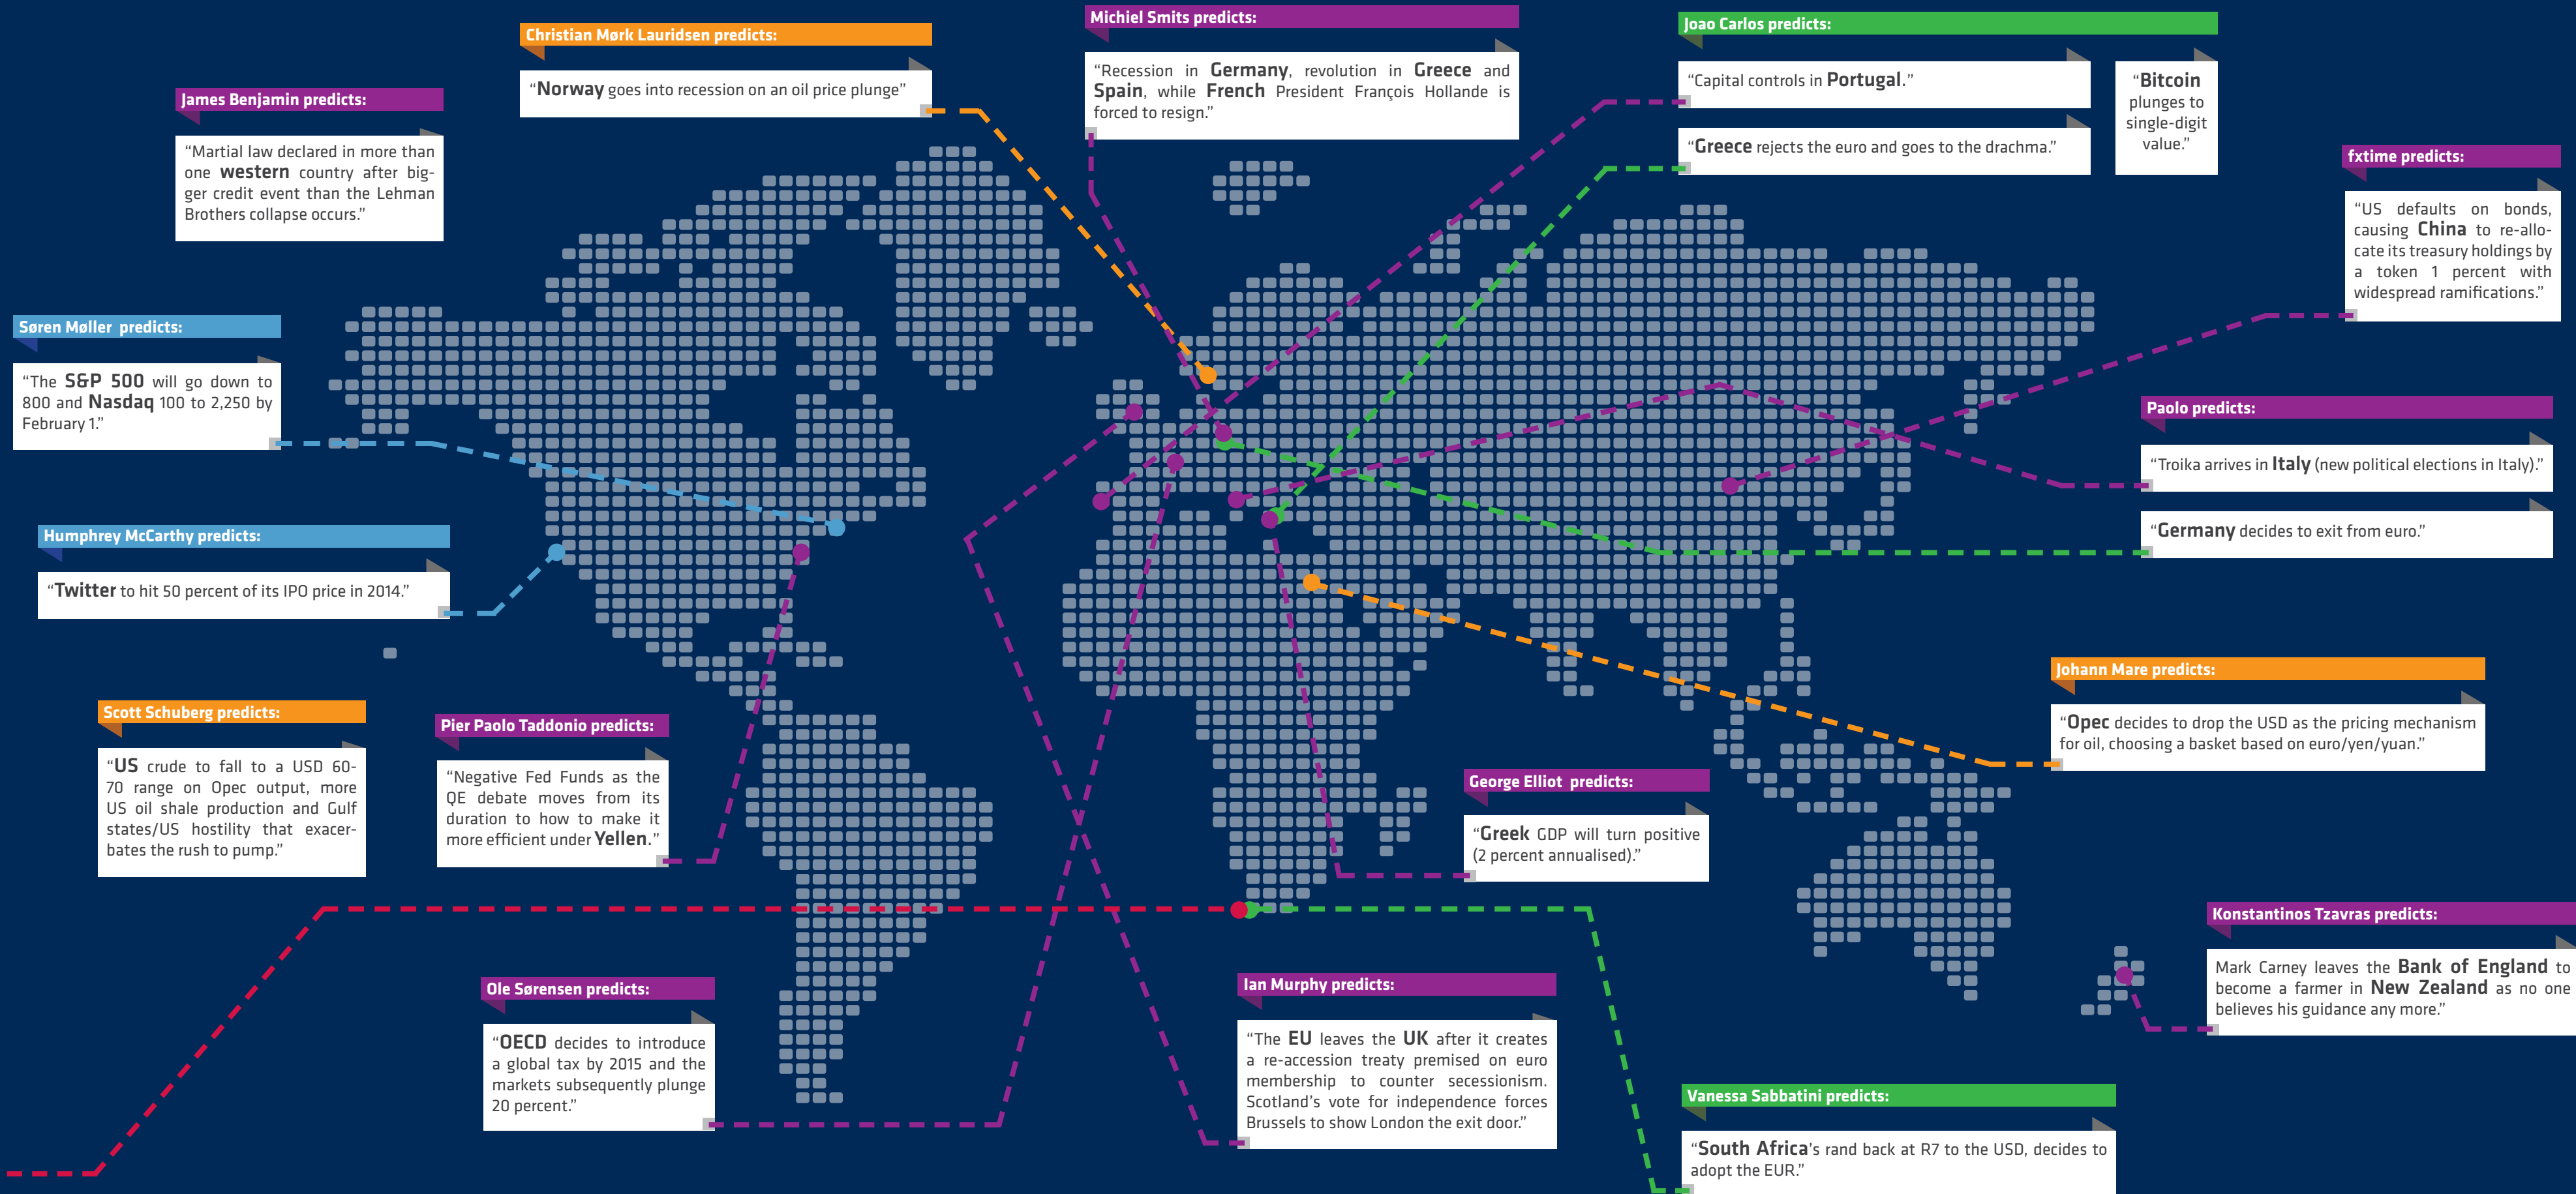 Christian Mørk Lauridsen predicts:
“Norway goes into recession on an oil price plunge”
Michiel Smits predicts:
“Recession in Germany, revolution in Greece and
Spain, while French President François Hollande is
forced to resign.”
Joao Carlos predicts:
“Capital controls in Portugal.”
“Greece rejects the euro and goes to the drachma.”
“Bitcoin
plunges to
single-digit
value.”
James Benjamin predicts:
“Martial law declared in more than
one western country after big-
ger credit event than the Lehman
Brothers collapse occurs.”
fxtime predicts:
“US defaults on bonds,
causing China to re-allo-
cate its treasury holdings by
a token 1 percent with
widespread ramifications.”
Søren Møller predicts:
“The S&P 500 will go down to
800 and Nasdaq 100 to 2,250 by
February 1.”
Paolo predicts:
“Troika arrives in Italy (new political elections in Italy).”
“Germany decides to exit from euro.”
Humphrey McCarthy predicts:
“Twitter to hit 50 percent of its IPO price in 2014.”
Johann Mare predicts:
“Opec decides to drop the USD as the pricing mechanism
for oil, choosing a basket based on euro/yen/yuan.”
Scott Schuberg predicts:
“US crude to fall to a USD 60-
70 range on Opec output, more
US oil shale production and Gulf
states/US hostility that exacer-
bates the rush to pump.”
Pier Paolo Taddonio predicts:
“Negative Fed Funds as the
QE debate moves from its
duration to how to make it
more efficient under Yellen.”
George Elliot predicts:
“Greek GDP will turn positive
(2 percent annualised).”
Konstantinos Tzavras predicts:
Mark Carney leaves the Bank of England to
become a farmer in New Zealand as no one
believes his guidance any more.”
Ole Sørensen predicts:
“OECD decides to introduce
a global tax by 2015 and the
markets subsequently plunge
20 percent.”
Ian Murphy predicts:
“The EU leaves the UK after it creates
a re-accession treaty premised on euro
membership to counter secessionism.
Scotland’s vote for independence forces
Brussels to show London the exit door.”
Vanessa Sabbatini predicts:
“South Africa’s rand back at R7 to the USD, decides to
adopt the EUR.”